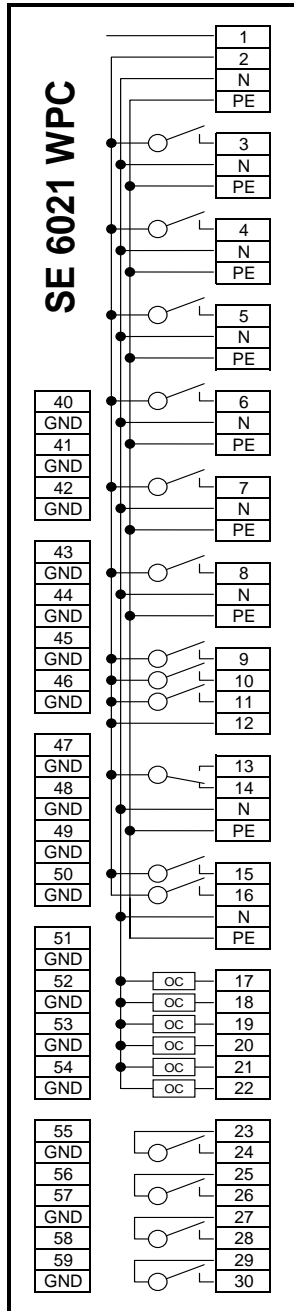 SE 6021 WPC
1
2
N
PE
3
N
PE
4
N
PE
5
N
PE
40
GND
41
GND
42
GND
6
N
PE
7
N
PE
43
GND
44
GND
45
GND
46
GND
8
N
PE
9
10
11
12
47
GND
48
GND
49
GND
50
GND
13
14
N
PE
15
16
N
PE
51
GND
52
GND
53
GND
54
GND
OC 17
OC 18
OC 19
OC 20
OC 21
OC 22
55
GND
56
57
GND
58
59
GND
23
24
25
26
27
28
29
30